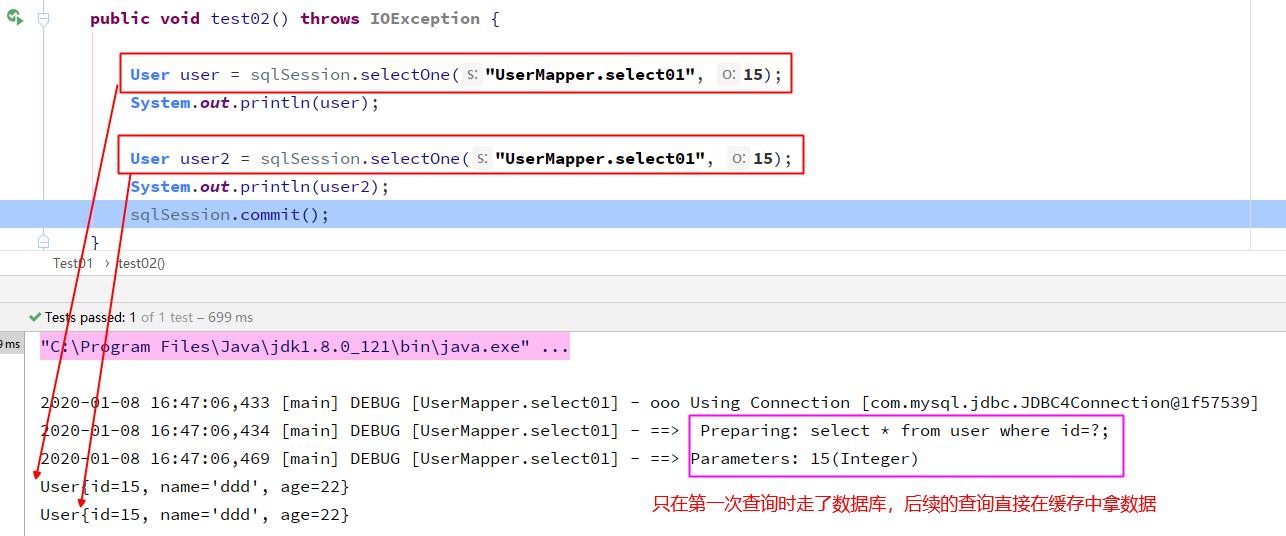 public void test02() throws IOException {
User user = sqlSession.selectOne( s: "UserMapper.select01", o: 15);
System.out.println(user);
User user2 = sqlSession.selectOne( s: "UserMapper.select01", o: 15);
System.out.println(user2);
sqlSession.commit();
}
Test01 › test02()
Tests passed: 1 of 1 test – 699 ms
9 ms "C:\Program Files\Java\jdk1.8.0_121\bin\java.exe" ...
2020-01-08 16:47:06,433 [main] DEBUG [UserMapper.select01] - ooo Using Connection [com.mysql.jdbc.JDBC4Connection@1f57539]
2020-01-08 16:47:06,434 [main] DEBUG [UserMapper.select01] - ==>  Preparing: select * from user where id=?;
2020-01-08 16:47:06,469 [main] DEBUG [UserMapper.select01] - ==> Parameters: 15(Integer)
User{id=15, name='ddd', age=22}
只在第一次查询时走了数据库，后续的查询直接在缓存中拿数据
User{id=15, name='ddd', age=22}